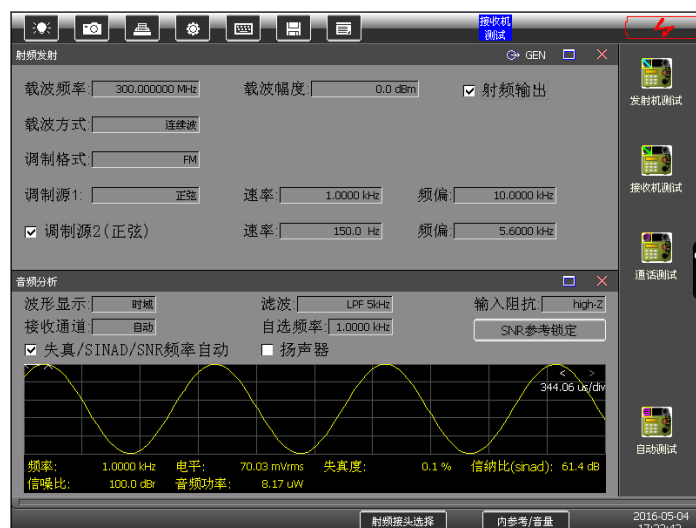 接收机
测试
射频发射 GEN
载波频率: 300.000000 MHz 载波幅度: 0.0 dBm 射频输出
发射机测试
载波方式: 连续波
调制格式: FM
接收机测试
调制源1: 正弦 速率: 1.0000 kHz 频偏: 10.0000 kHz
调制源2(正弦) 速率: 150.0 Hz 频偏: 5.6000 kHz
通话测试
音频分析
波形显示: 时域 滤波: LPF 5kHz 输入阻抗: high-Z
接收通道: 自动 自选频率: 1.0000 kHz SNR参考锁定
失真/SINAD/SNR频率自动 扬声器
< >
344.06 us/div
自动测试
频率: 1.0000 kHz 电平: 70.03 mVrms 失真度: 0.1 % 信纳比(sinad): 61.4 dB
信噪比: 100.0 dBr 音频功率: 8.17 uW
射频接头选择 内参考/音量 2016-05-04